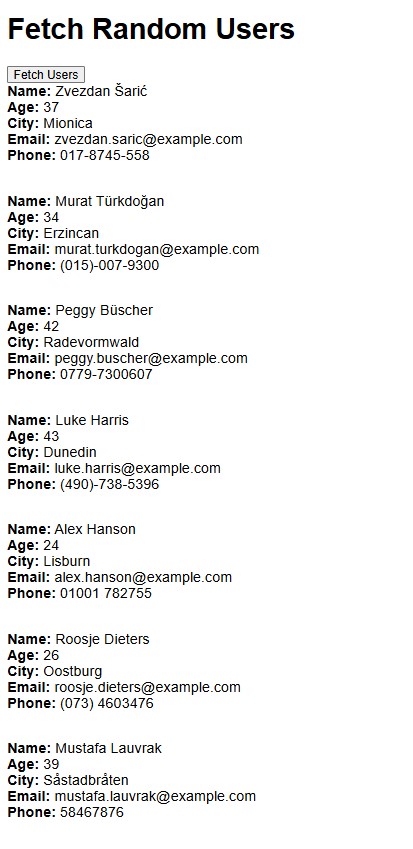 Fetch Random Users
Fetch Users
Name: Zvezdan Šarić
Age: 37
City: Mionica
Email: zvezdan.saric@example.com
Phone: 017-8745-558
Name: Murat Türkdoğan
Age: 34
City: Erzincan
Email: murat.turkdogan@example.com
Phone: (015)-007-9300
Name: Peggy Büscher
Age: 42
City: Radevormwald
Email: peggy.buscher@example.com
Phone: 0779-7300607
Name: Luke Harris
Age: 43
City: Dunedin
Email: luke.harris@example.com
Phone: (490)-738-5396
Name: Alex Hanson
Age: 24
City: Lisburn
Email: alex.hanson@example.com
Phone: 01001 782755
Name: Roosje Dieters
Age: 26
City: Oostburg
Email: roosje.dieters@example.com
Phone: (073) 4603476
Name: Mustafa Lauvrak
Age: 39
City: Såstadbråten
Email: mustafa.lauvrak@example.com
Phone: 58467876